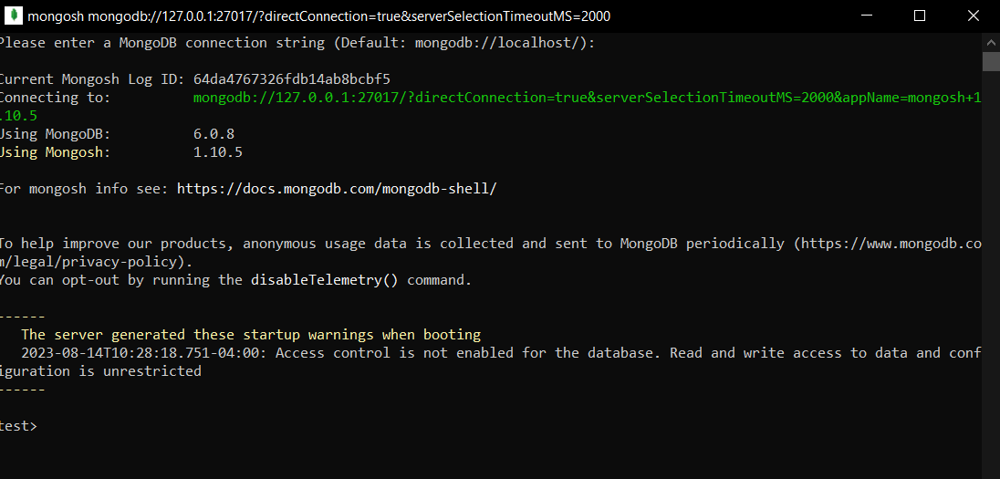 mongosh mongodb://127.0.0.1:27017/?directConnection=true&serverSelectionTimeoutMS=2000
Please enter a MongoDB connection string (Default: mongodb://localhost/):
Current Mongosh Log ID: 64da4767326fdb14ab8bcbf5
Connecting to: mongodb://127.0.0.1:27017/?directConnection=true&serverSelectionTimeoutMS=2000&appName=mongosh+1
.10.5
Using MongoDB: 6.0.8
Using Mongosh: 1.10.5
For mongosh info see: https://docs.mongodb.com/mongodb-shell/
To help improve our products, anonymous usage data is collected and sent to MongoDB periodically (https://www.mongodb.co
m/legal/privacy-policy).
You can opt-out by running the disableTelemetry() command.
------
The server generated these startup warnings when booting
2023-08-14T10:28:18.751-04:00: Access control is not enabled for the database. Read and write access to data and conf
iguration is unrestricted
------
test>